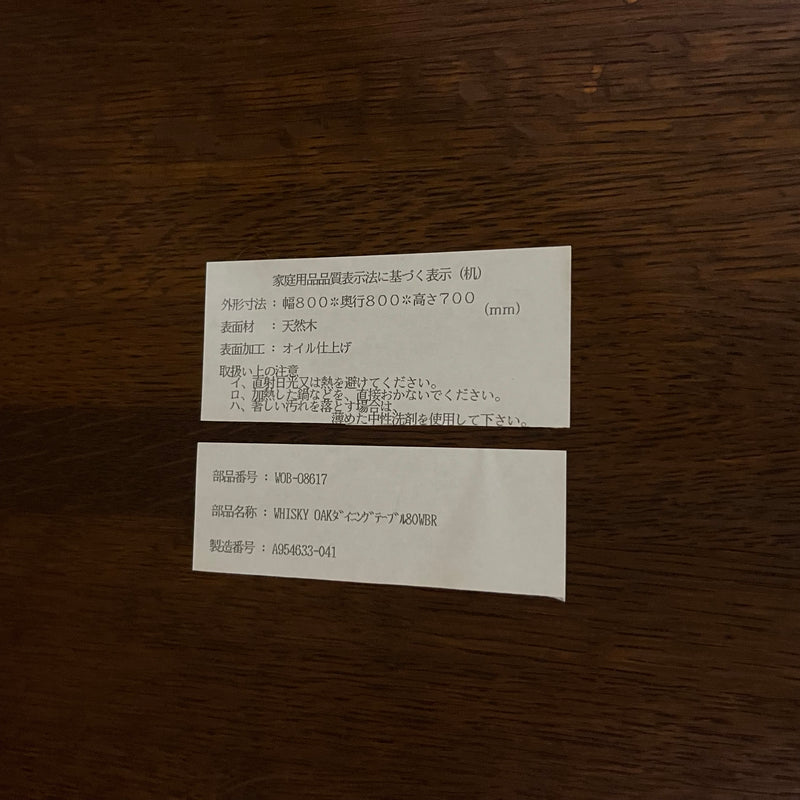 家庭用品品質表示法に基づく表示（机）
外形寸法：幅８００＊奥行８００＊高さ７００（ｍｍ）
表面材　：天然木
表面加工：オイル仕上げ
取扱い上の注意
イ、直射日光又は熱を避けてください。
ロ、加熱した鍋などを、直接おかないでください。
ハ、著しい汚れを落とす場合は、
薄めた中性洗剤を使用して下さい。
部品番号：WOB-08617
部品名称：WHISKY OAKﾀﾞｲﾆﾝｸﾞﾃｰﾌﾞﾙ80WBR
製造番号：A954633-041